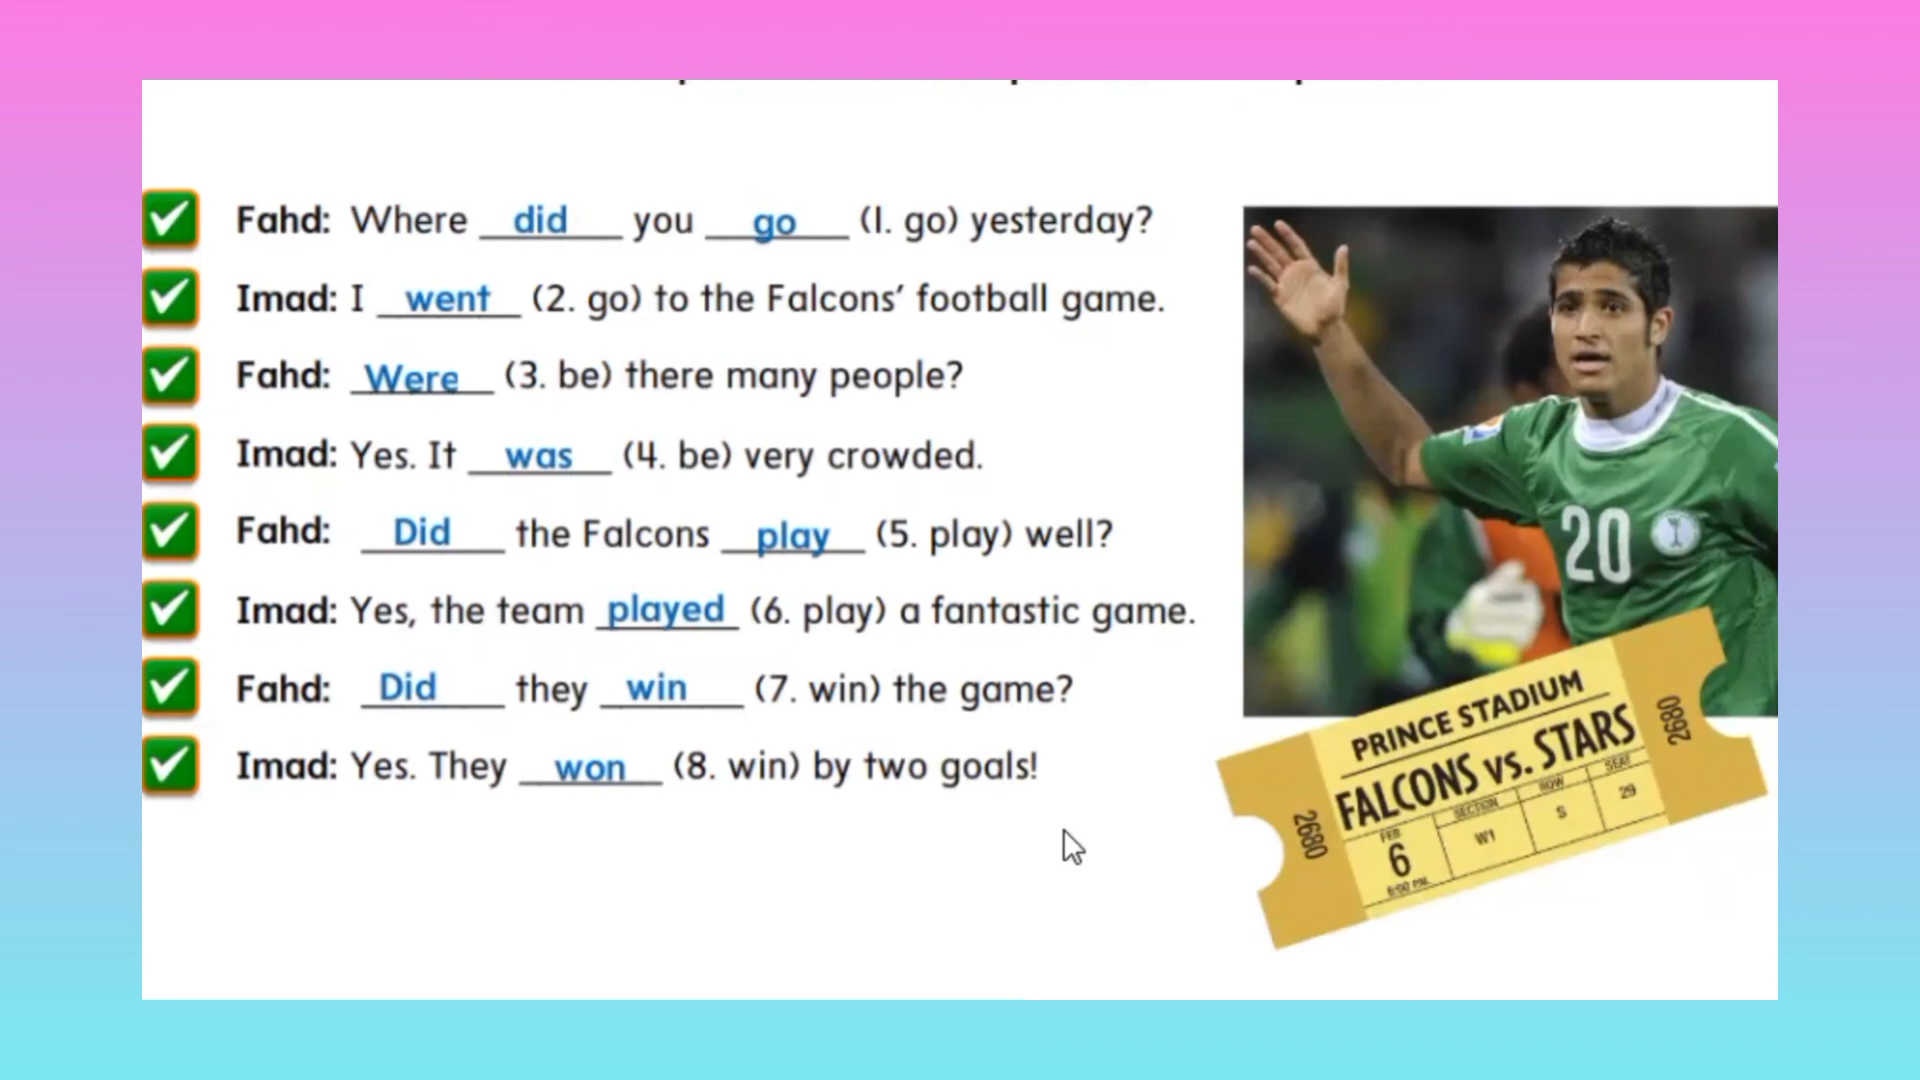 Fahd: Where did you go (1. go) yesterday?
Imad: I went (2. go) to the Falcons' football game.
Fahd: Were (3. be) there many people?
Imad: Yes. It was (4. be) very crowded.
Fahd: Did the Falcons play (5. play) well?
Imad: Yes, the team played (6. play) a fantastic game.
Fahd: Did they win (7. win) the game?
Imad: Yes. They won (8. win) by two goals!
20
PRINCE STADIUM
FALCONS vs. STARS
FEB SECTION ROW SEAT
6 W1 S 29
6:00 PM.
2680
2680